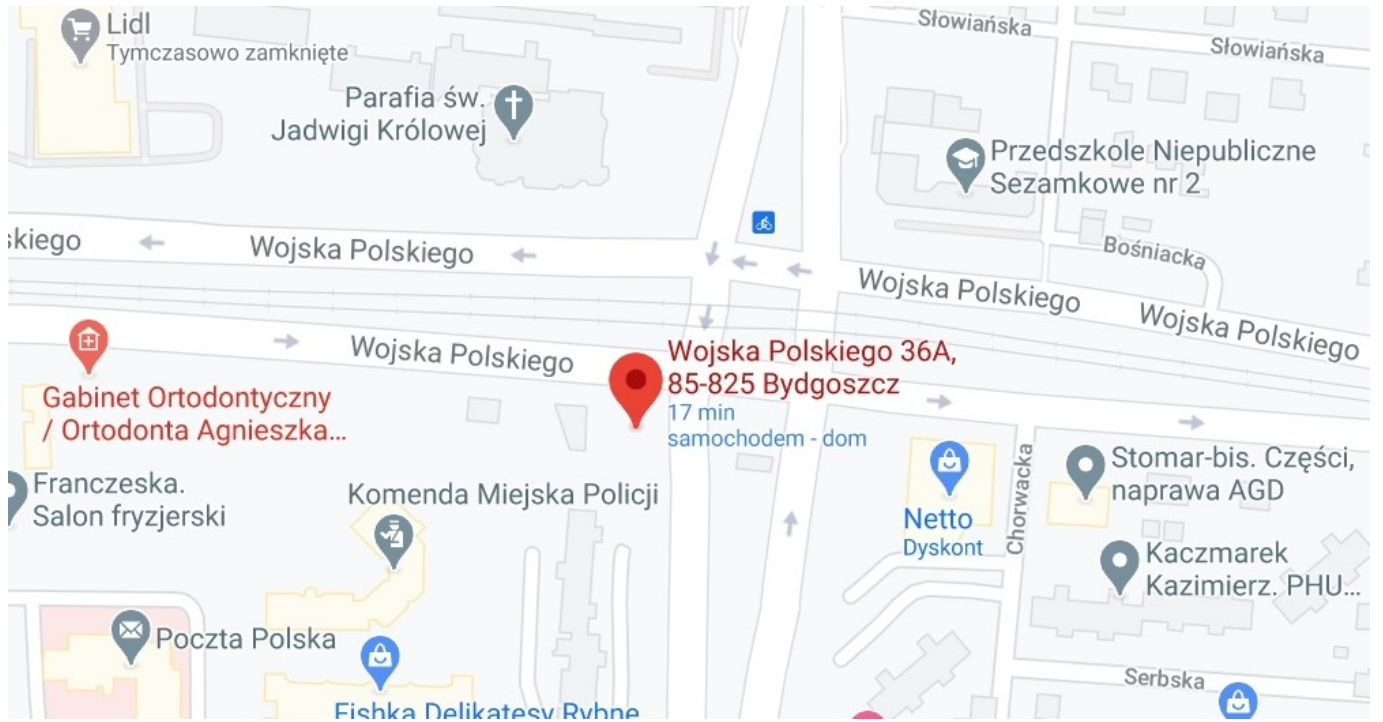 Lidl
Tymczasowo zamknięte
Słowiańska
Słowiańska
Parafia św.
Jadwigi Królowej
Przedszkole Niepubliczne
Sezamkowe nr 2
skiego
Wojska Polskiego
Bośniacka
Wojska Polskiego
Wojska Polskiego
Wojska Polskiego
Wojska Polskiego 36A,
85-825 Bydgoszcz
17 min
samochodem - dom
Gabinet Ortodontyczny
/ Ortodonta Agnieszka...
Franczeska.
Salon fryzjerski
Komenda Miejska Policji
Netto
Dyskont
Chorwacka
Stomar-bis. Części,
naprawa AGD
Kaczmarek
Kazimierz. PHU...
Poczta Polska
Serbska
Fishka Delikatesy Rybne